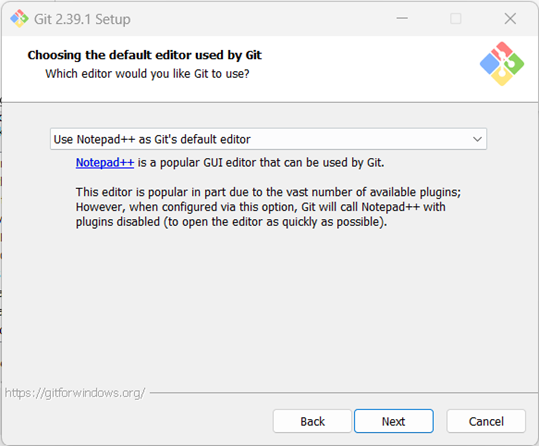 Git 2.39.1 Setup
Choosing the default editor used by Git
Which editor would you like Git to use?
Use Notepad++ as Git's default editor
Notepad++ is a popular GUI editor that can be used by Git.
This editor is popular in part due to the vast number of available plugins;
However, when configured via this option, Git will call Notepad++ with
plugins disabled (to open the editor as quickly as possible).
https://gitforwindows.org/
Back
Next
Cancel